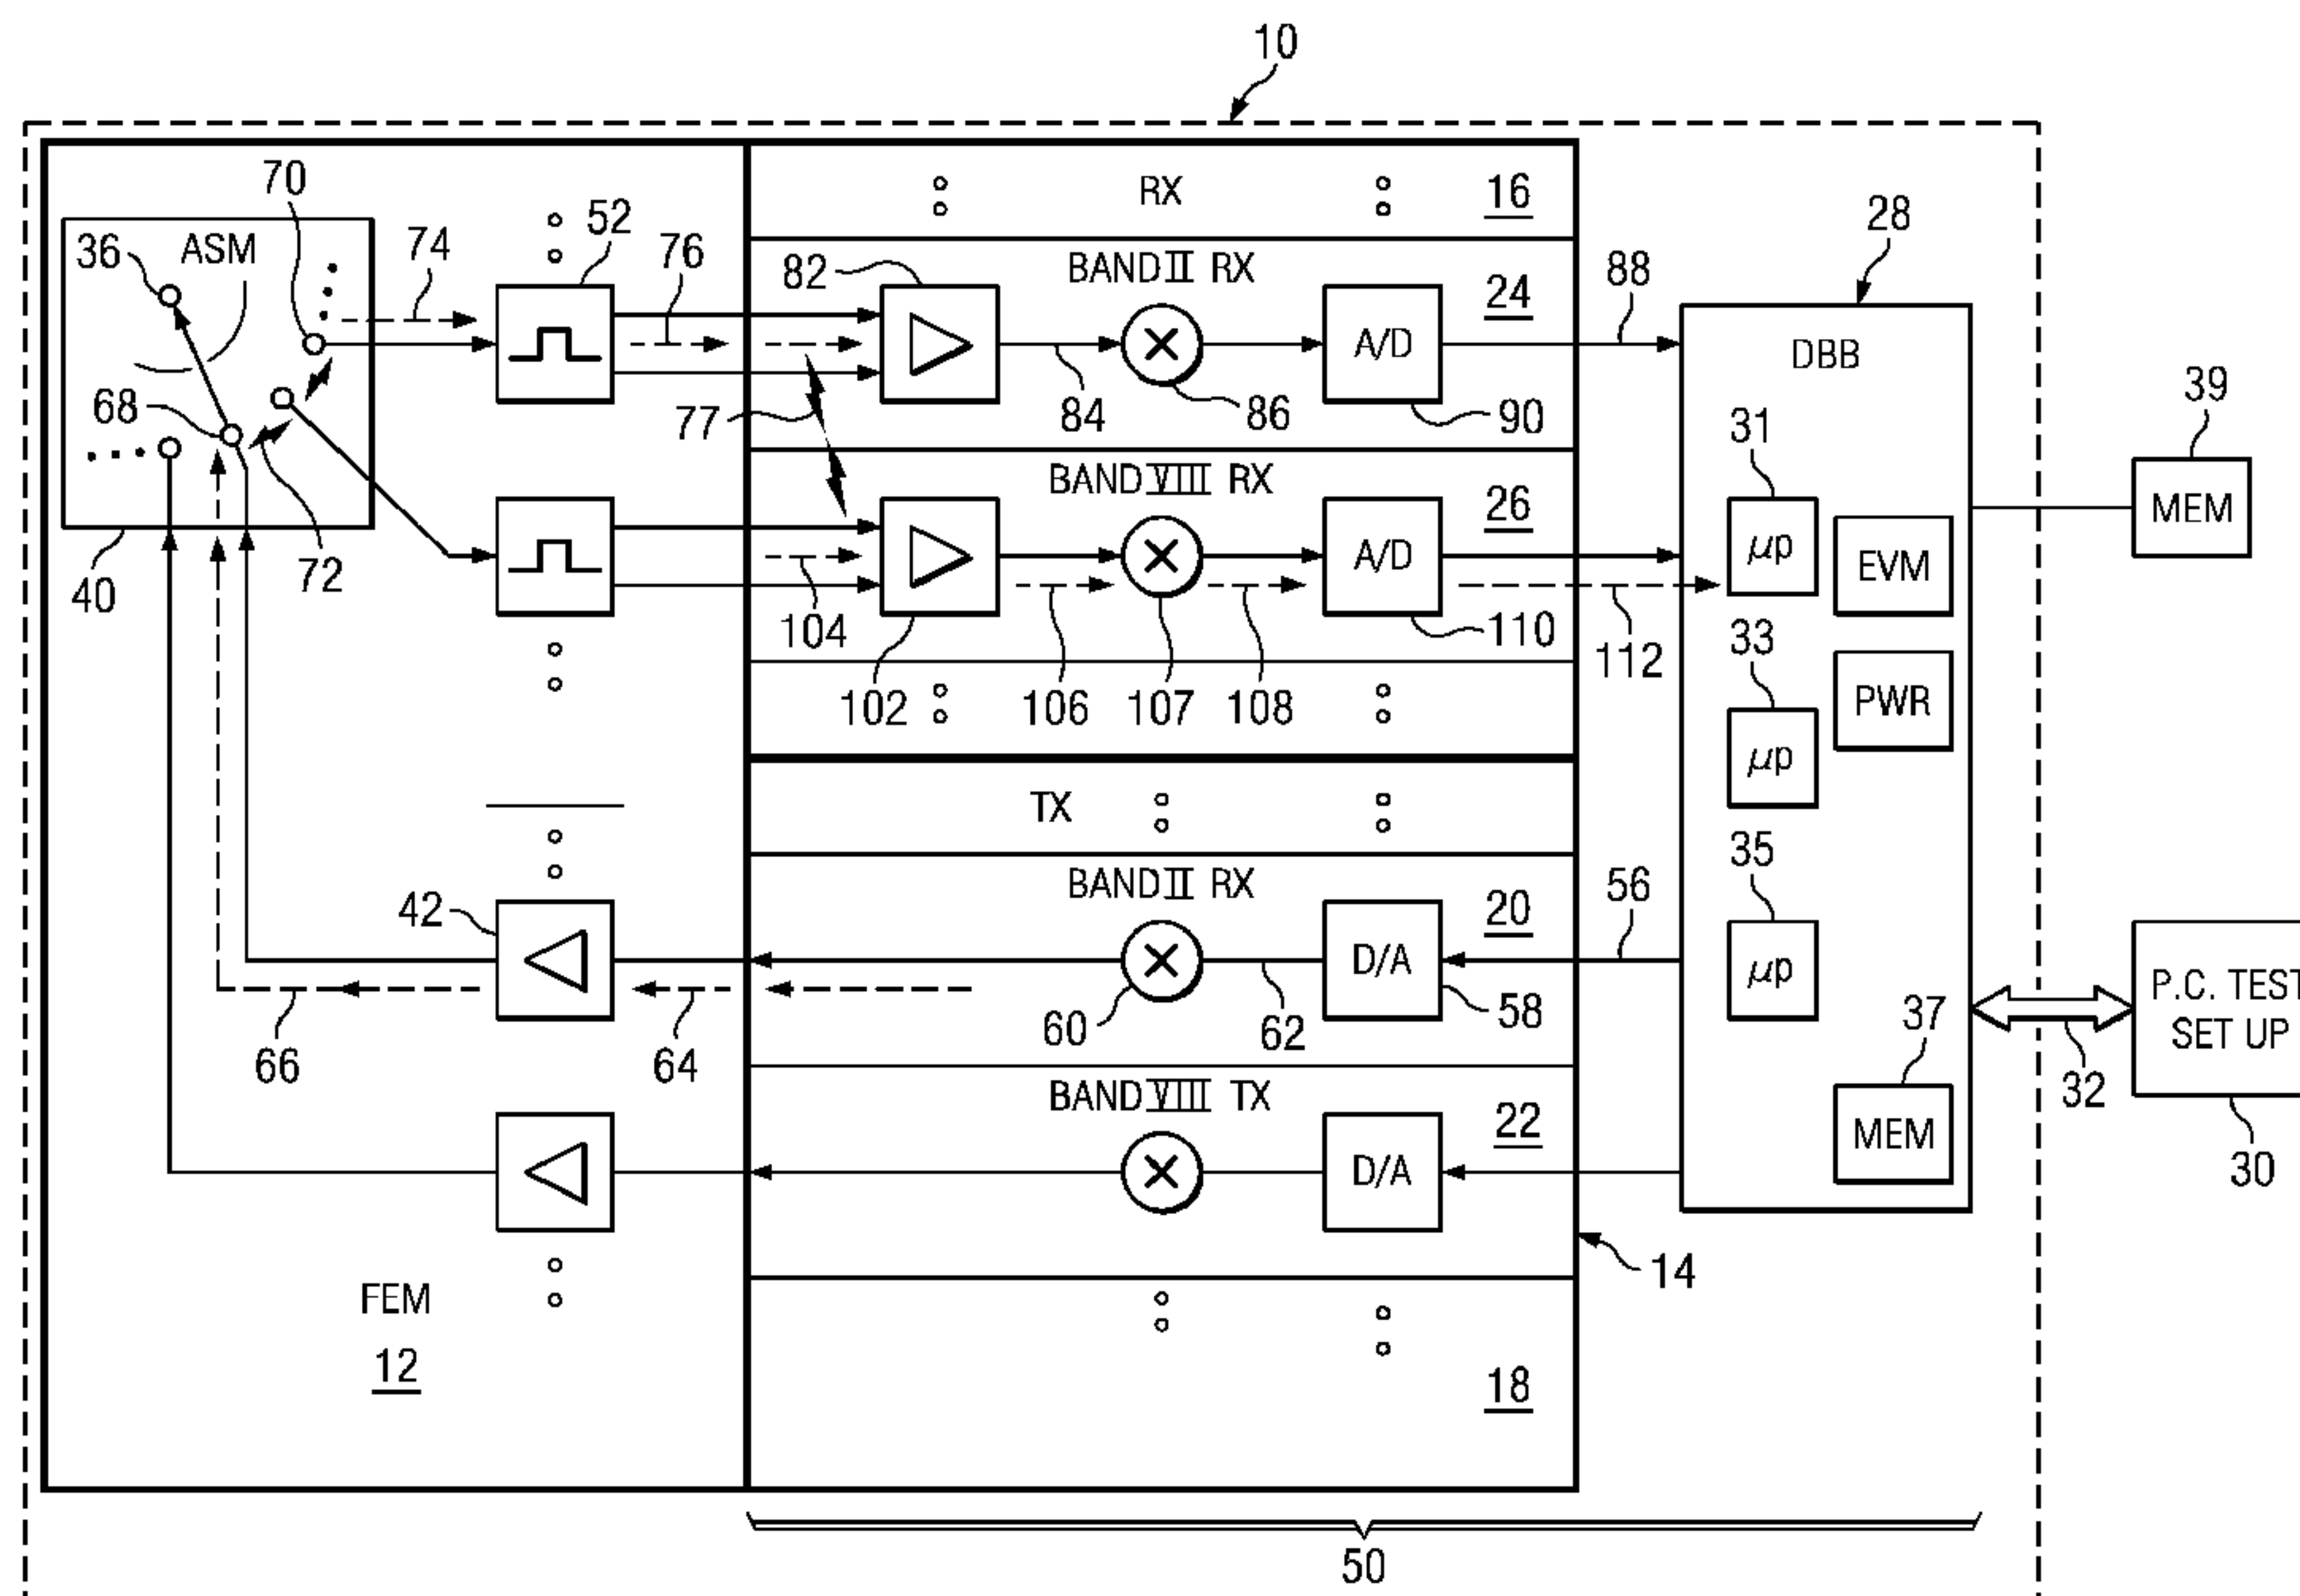 10
70
52
RX
16
28
36
ASM
74
76
82
BAND II RX
24
88
DBB
68
77
84
86
90
31
39
MEM
BAND VIII RX
26
A/D
A/D
μp
EVM
40
72
104
110
112
33
102
106
107
108
μp
PWR
TX
35
42
BAND II RX
20
56
D/A
μp
P.C. TEST
SET UP
66
64
60
62
58
37
32
BAND VIII TX
22
D/A
MEM
30
14
FEM
12
18
50